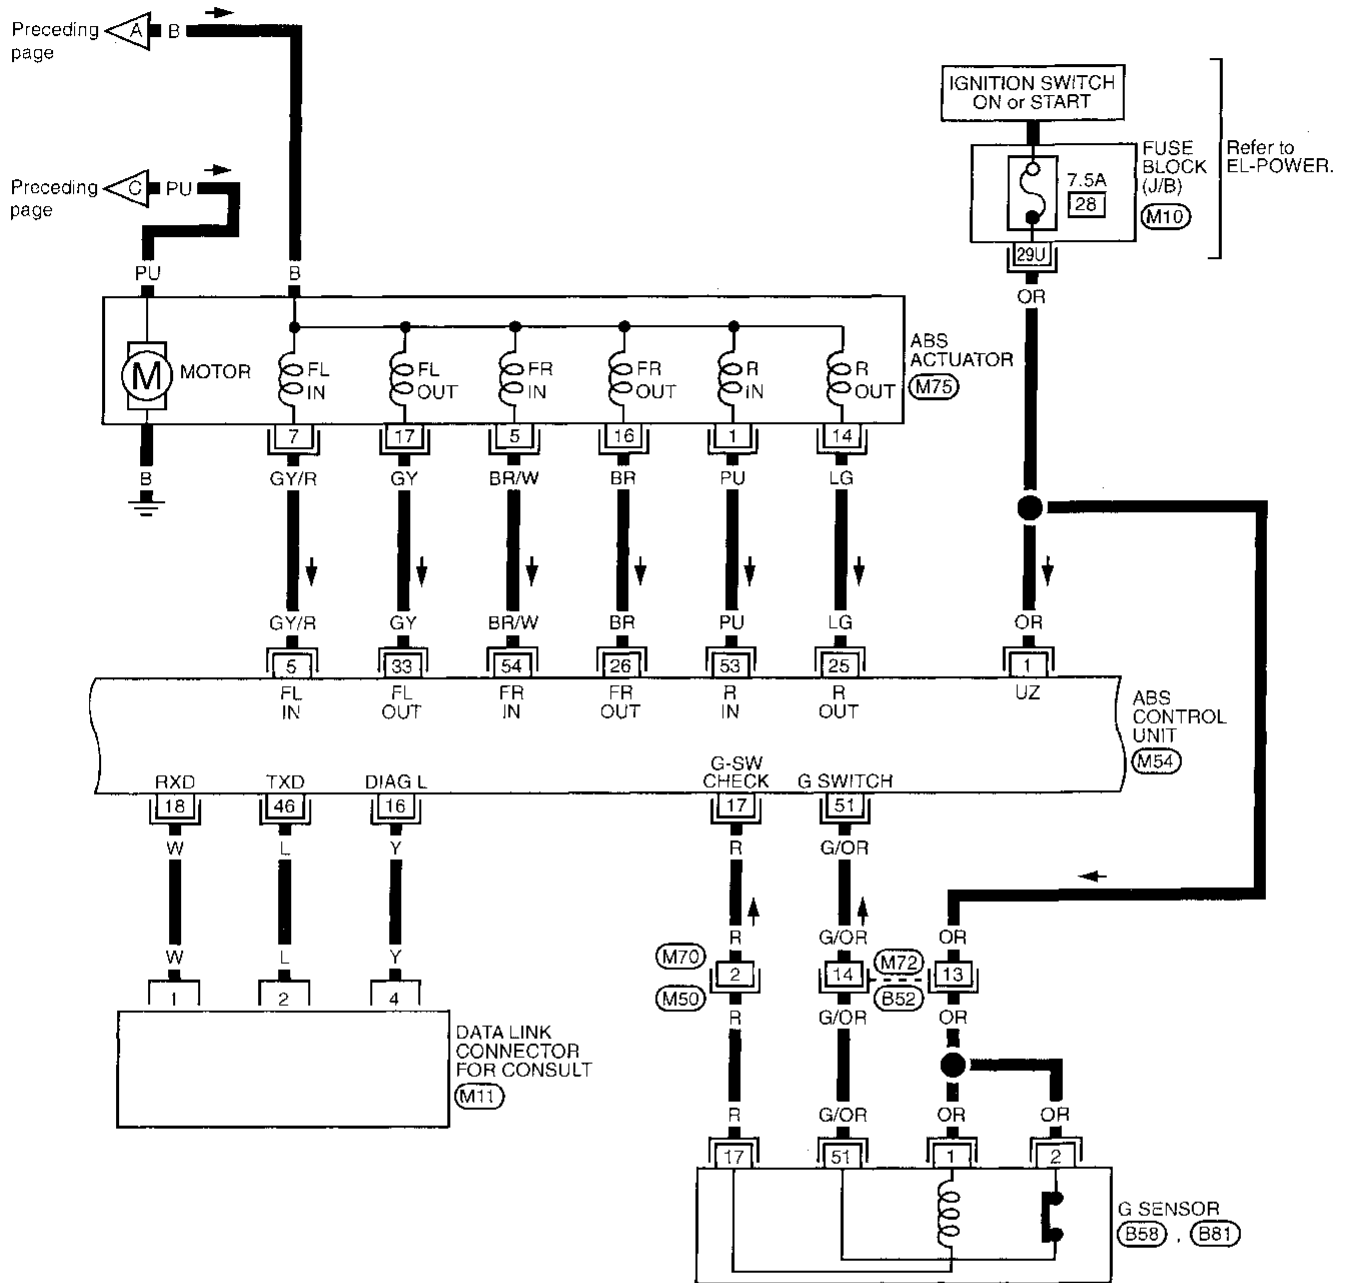 Preceding
page
A
B
Preceding
page
C
PU
IGNITION SWITCH
ON or START
FUSE
BLOCK
(J/B)
M10
Refer to
EL-POWER.
7.5A
28
29U
OR
PU
B
MOTOR
M
FL
IN
FL
OUT
FR
IN
FR
OUT
R
IN
R
OUT
ABS
ACTUATOR
M75
7 17 5 16 1 14
B
GY/R GY BR/W BR PU LG
GY/R GY BR/W BR PU LG OR
5 33 54 26 53 25 1
FL
IN
FL
OUT
FR
IN
FR
OUT
R
IN
R
OUT
UZ
ABS
CONTROL
UNIT
M54
RXD TXD DIAG L
G-SW
CHECK
G SWITCH
18 46 16 17 51
W L Y R G/OR
W L Y R G/OR OR
M70
M50
2
14
M72
B52
13
R G/OR OR
1 2 4
DATA LINK
CONNECTOR
FOR CONSULT
M11
R G/OR OR OR
17 51 1 2
G SENSOR
B58 , B81